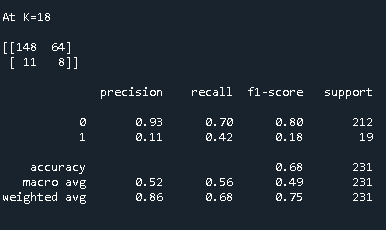 At K=18
[[148 64]
[ 11 8]]
precision recall f1-score support
0 0.93 0.70 0.80 212
1 0.11 0.42 0.18 19
accuracy 0.68 231
macro avg 0.52 0.56 0.49 231
weighted avg 0.86 0.68 0.75 231